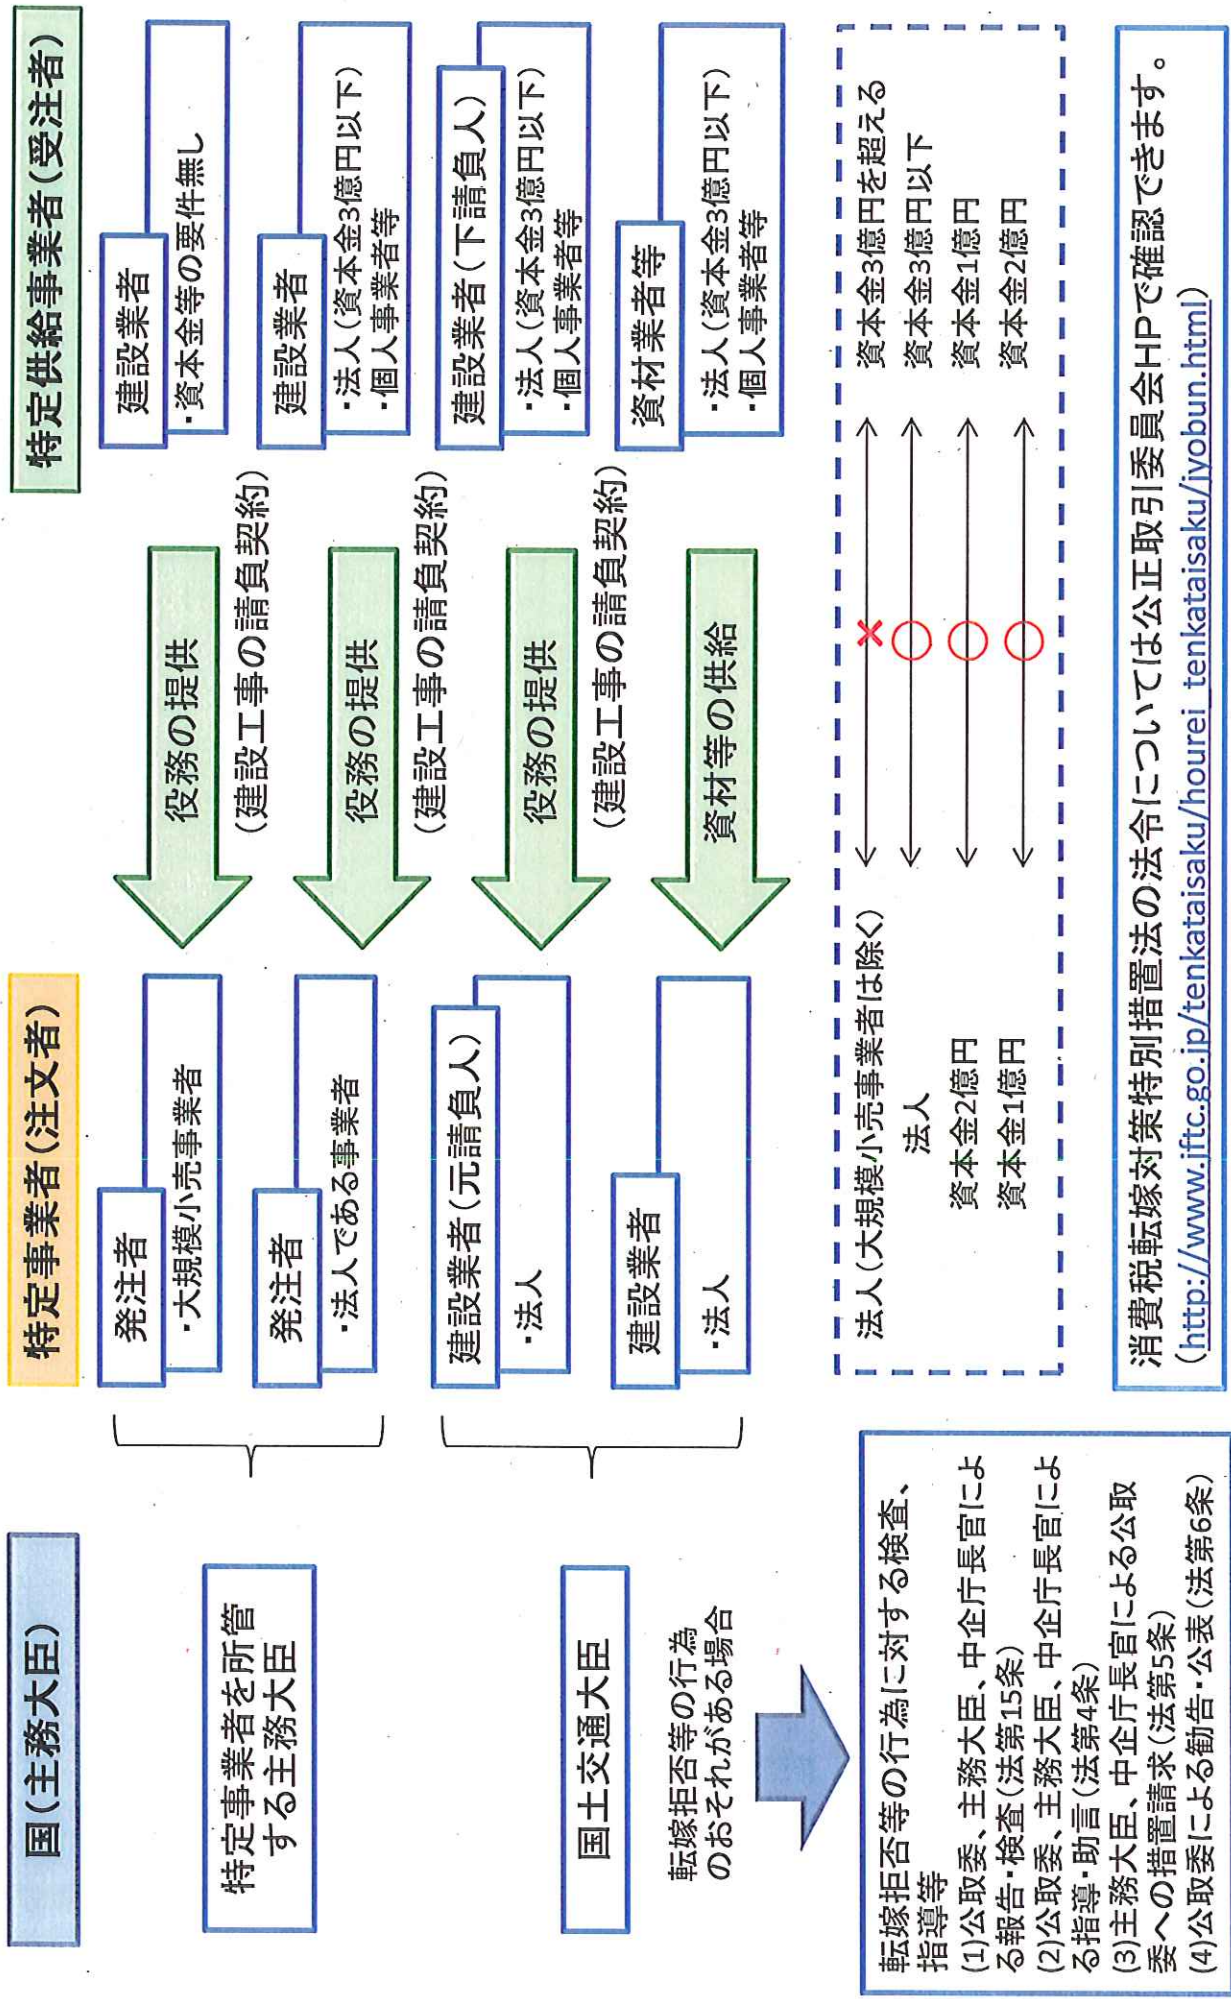 国(主務大臣)
特定事業者を所管
する主務大臣
国土交通大臣
転嫁拒否等の行為
のおそれがある場合
転嫁拒否等の行為に対する検査、
指導等
(1)公取委、主務大臣、中企庁長官によ
る報告・検査(法第15条)
(2)公取委、主務大臣、中企庁長官によ
る指導・助言(法第4条)
(3)主務大臣、中企庁長官による公取
委への措置請求(法第5条)
(4)公取委による勧告・公表(法第6条)
特定事業者(注文者)
発注者
・大規模小売事業者
発注者
・法人である事業者
建設業者(元請負人)
・法人
建設業者
・法人
役務の提供
(建設工事の請負契約)
役務の提供
(建設工事の請負契約)
役務の提供
(建設工事の請負契約)
資材等の供給
特定供給事業者(受注者)
建設業者
・資本金等の要件無し
建設業者
・法人(資本金3億円以下)
・個人事業者等
建設業者(下請負人)
・法人(資本金3億円以下)
・個人事業者等
資材業者等
・法人(資本金3億円以下)
・個人事業者等
法人(大規模小売事業者は除く) × 資本金3億円を超える
法人 ○ 資本金3億円以下
資本金2億円 ○ 資本金1億円
資本金1億円 ○ 資本金2億円
消費税転嫁対策特別措置法の法令については公正取引委員会HPで確認できます。
(http://www.jftc.go.jp/tenkataisaku/hourei_tenkataisaku/jyobun.html)